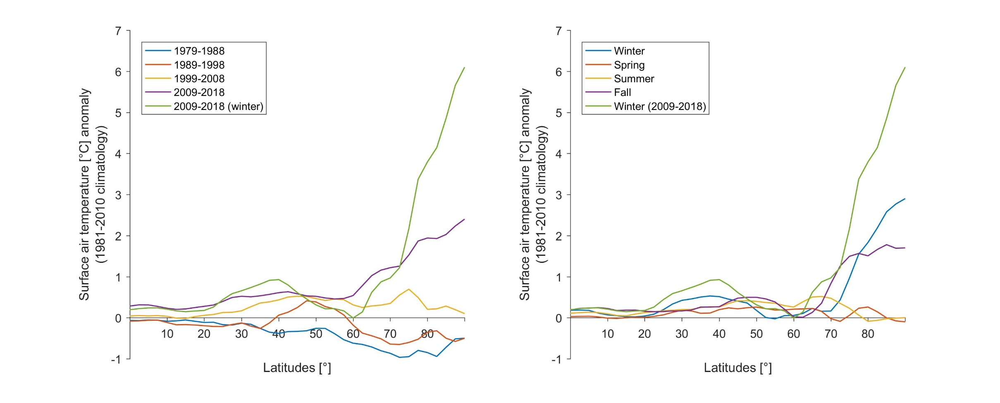 7
6
5
4
3
2
1
0
-1
1979-1988
1989-1998
1999-2008
2009-2018
2009-2018 (winter)
10 20 30 40 50 60 70 80
Surface air temperature [°C] anomaly
(1981-2010 climatology)
Latitudes [°]
7
6
5
4
3
2
1
0
-1
Winter
Spring
Summer
Fall
Winter (2009-2018)
10 20 30 40 50 60 70 80
Surface air temperature [°C] anomaly
(1981-2010 climatology)
Latitudes [°]